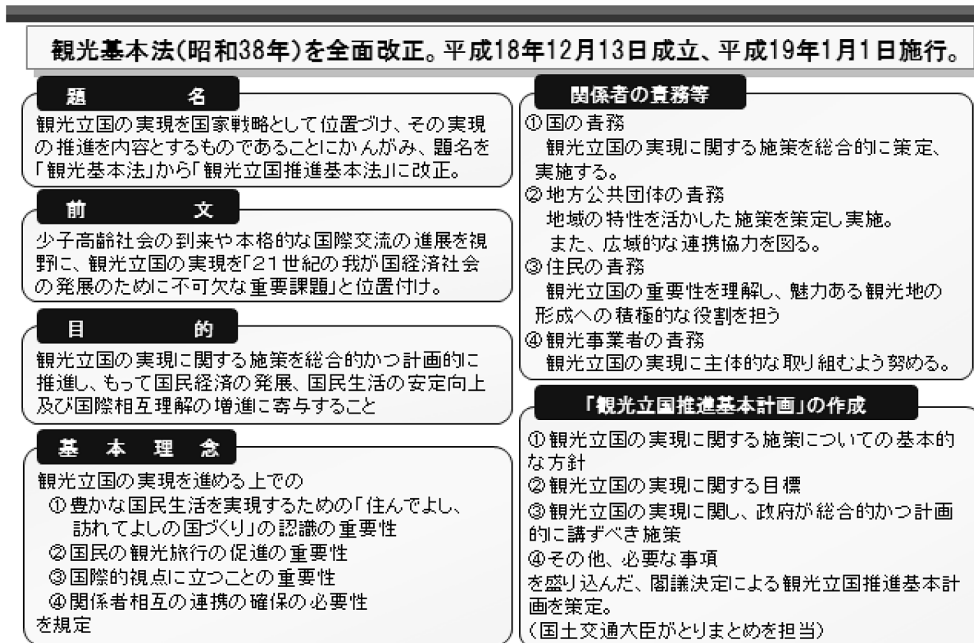 観光基本法(昭和38年)を全面改正。平成18年12月13日成立、平成19年1月1日施行。
題名
観光立国の実現を国家戦略として位置づけ、その実現
の推進を内容とするものであることにかんがみ、題名を
「観光基本法」から「観光立国推進基本法」に改正。
前文
少子高齢社会の到来や本格的な国際交流の進展を視
野に、観光立国の実現を「21世紀の我が国経済社会
の発展のために不可欠な重要課題」と位置付け。
目的
観光立国の実現に関する施策を総合的かつ計画的に
推進し、もって国民経済の発展、国民生活の安定向上
及び国際相互理解の増進に寄与すること
基本理念
観光立国の実現を進める上での
①豊かな国民生活を実現するための「住んでよし、
訪れてよしの国づくり」の認識の重要性
②国民の観光旅行の促進の重要性
③国際的視点に立つことの重要性
④関係者相互の連携の確保の必要性
を規定
関係者の責務等
①国の責務
観光立国の実現に関する施策を総合的に策定、
実施する。
②地方公共団体の責務
地域の特性を活かした施策を策定し実施。
また、広域的な連携協力を図る。
③住民の責務
観光立国の重要性を理解し、魅力ある観光地の
形成への積極的な役割を担う
④観光事業者の責務
観光立国の実現に主体的な取り組むよう努める。
「観光立国推進基本計画」の作成
①観光立国の実現に関する施策についての基本的
な方針
②観光立国の実現に関する目標
③観光立国の実現に関し、政府が総合的かつ計画
的に講ずべき施策
④その他、必要な事項
を盛り込んだ、閣議決定による観光立国推進基本計
画を策定。
(国土交通大臣がとりまとめを担当)